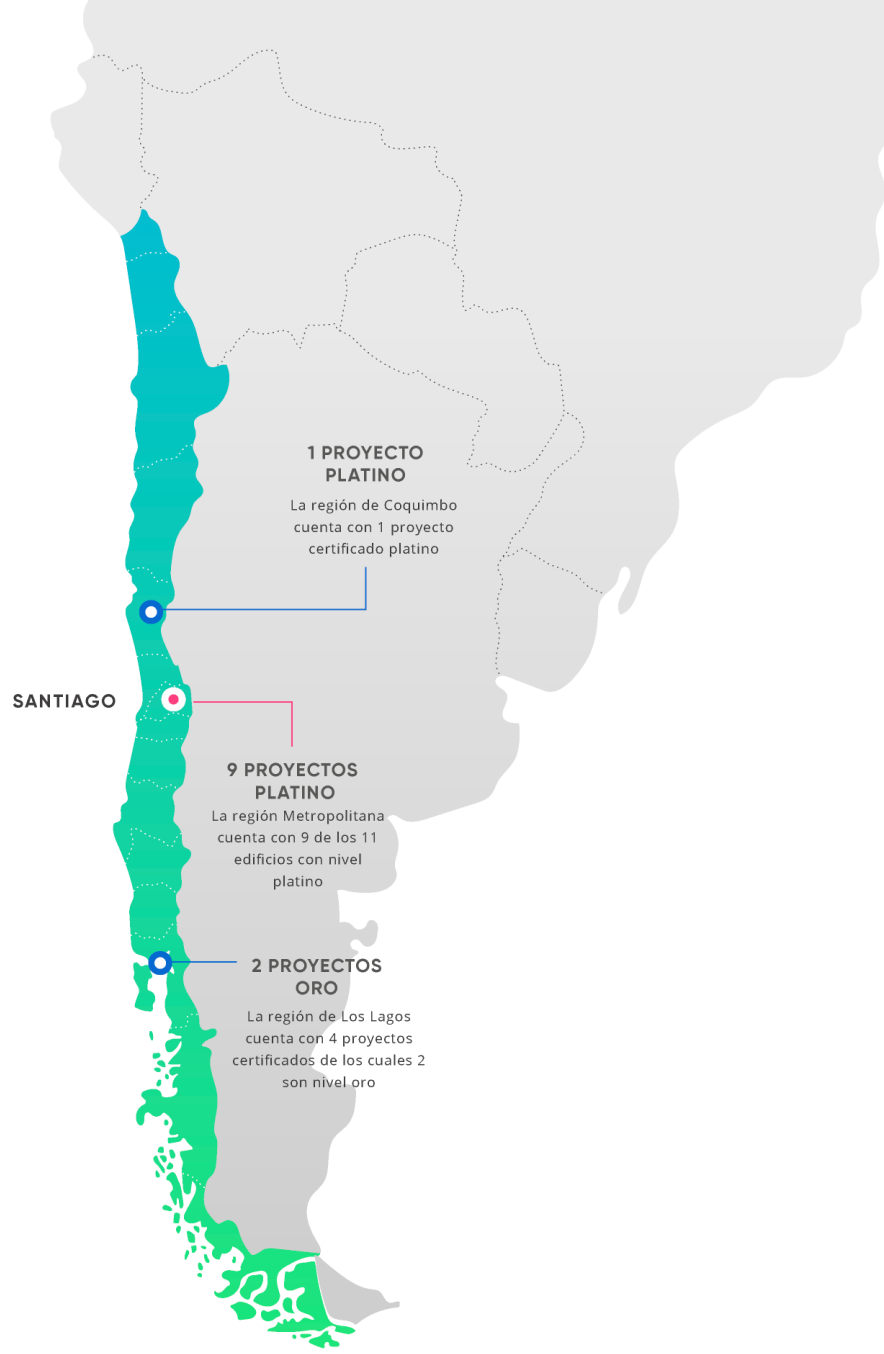 1 PROYECTO
PLATINO
La región de Coquimbo
cuenta con 1 proyecto
certificado platino
SANTIAGO
9 PROYECTOS
PLATINO
La región Metropolitana
cuenta con 9 de los 11
edificios con nivel
platino
2 PROYECTOS
ORO
La región de Los Lagos
cuenta con 4 proyectos
certificados de los cuales 2
son nivel oro